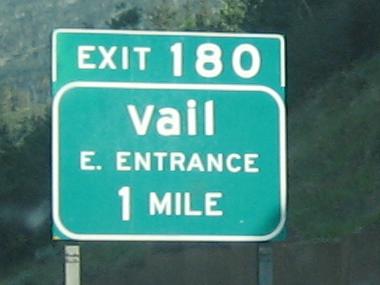 EXIT 180
Vail
E. ENTRANCE
1 MILE